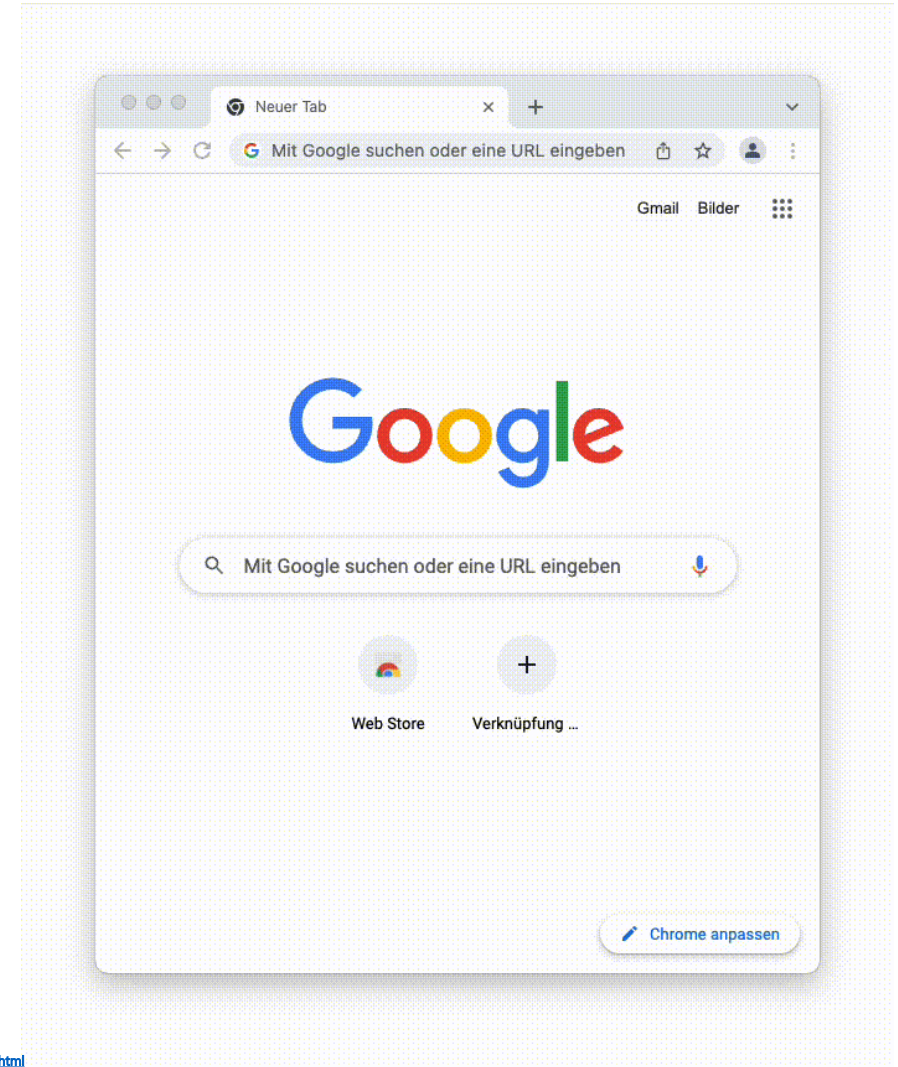 Neuer Tab
Mit Google suchen oder eine URL eingeben
Gmail Bilder
Google
Mit Google suchen oder eine URL eingeben
Web Store Verknüpfung ...
Chrome anpassen
html